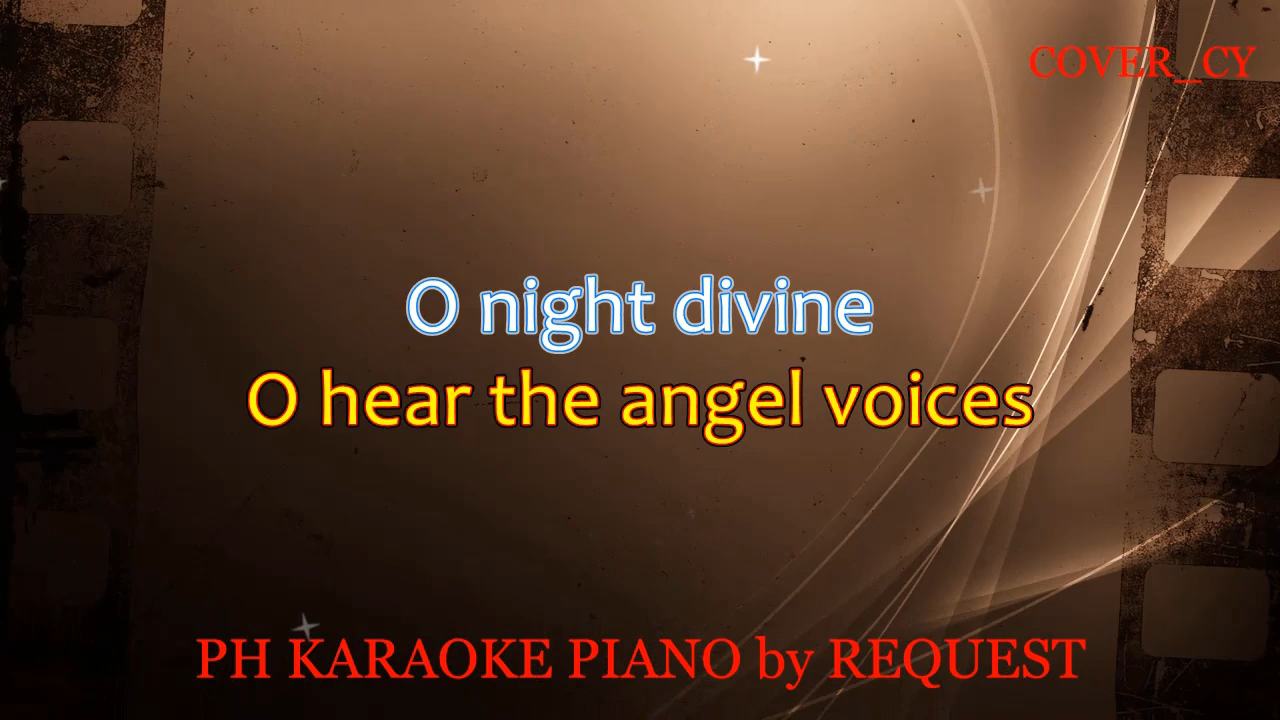 COVER_CY
O night divine
O hear the angel voices
PH KARAOKE PIANO by REQUEST